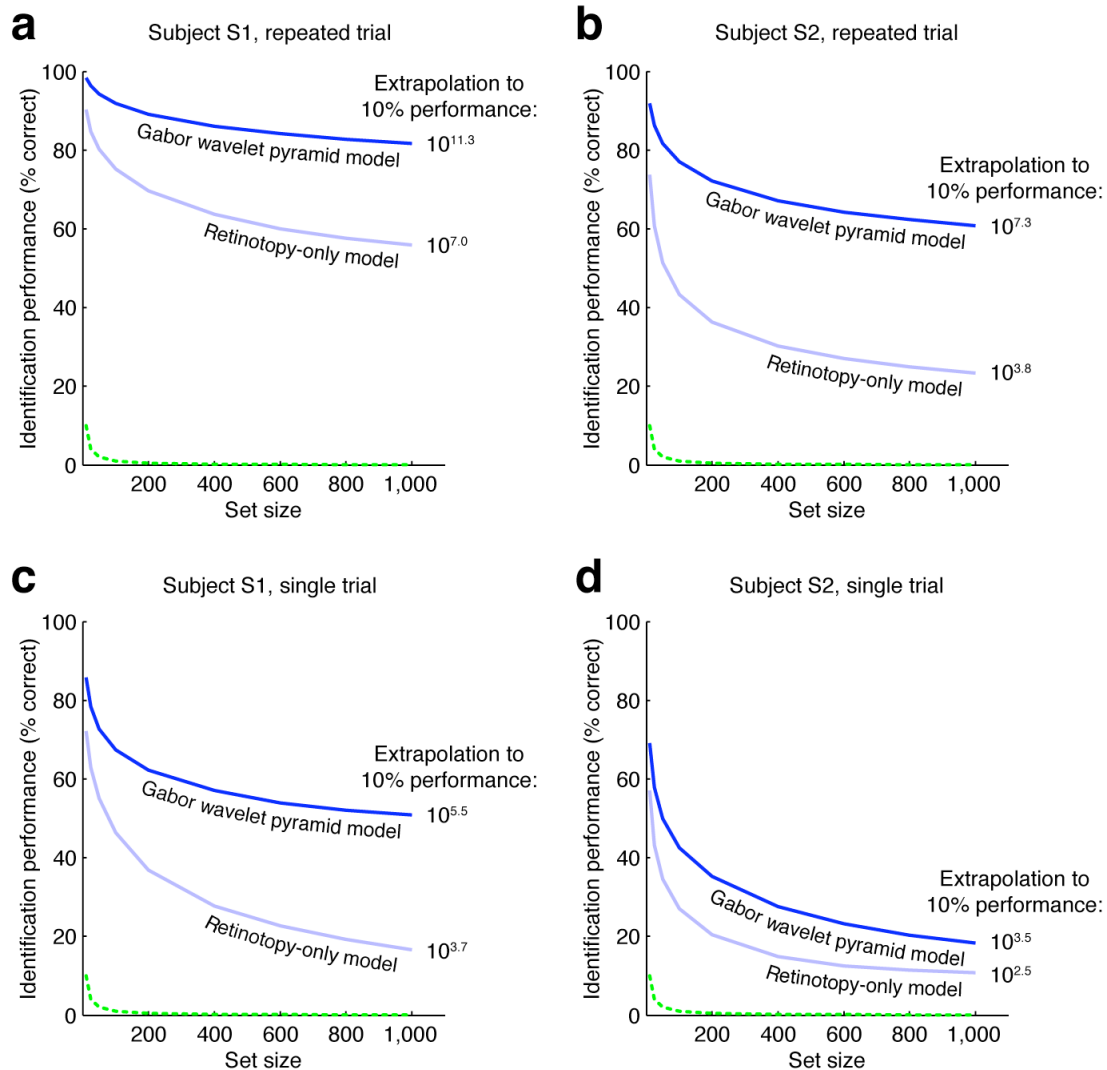 a
Subject S1, repeated trial
Identification performance (% correct)
100
80
60
40
20
0
200
400
600
800
1,000
Set size
Extrapolation to
10% performance:
Gabor wavelet pyramid model
10^11.3
Retinotopy-only model
10^7.0
b
Subject S2, repeated trial
Identification performance (% correct)
100
80
60
40
20
0
200
400
600
800
1,000
Set size
Extrapolation to
10% performance:
Gabor wavelet pyramid model
10^7.3
Retinotopy-only model
10^3.8
c
Subject S1, single trial
Identification performance (% correct)
100
80
60
40
20
0
200
400
600
800
1,000
Set size
Extrapolation to
10% performance:
Gabor wavelet pyramid model
10^5.5
Retinotopy-only model
10^3.7
d
Subject S2, single trial
Identification performance (% correct)
100
80
60
40
20
0
200
400
600
800
1,000
Set size
Extrapolation to
10% performance:
Gabor wavelet pyramid model
10^3.5
Retinotopy-only model
10^2.5